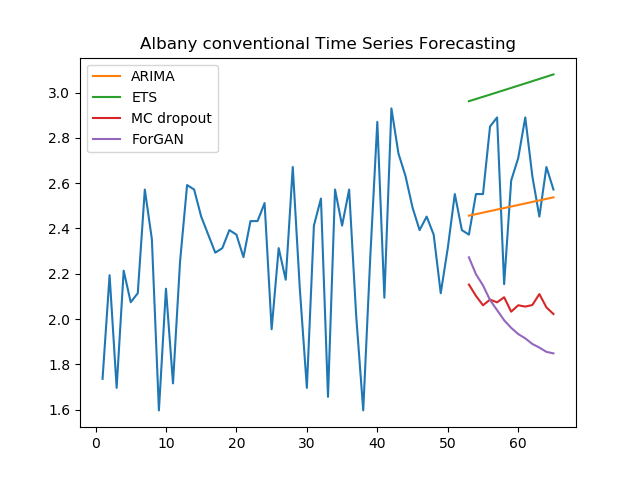 Albany conventional Time Series Forecasting
ARIMA
ETS
MC dropout
ForGAN
3.0
2.8
2.6
2.4
2.2
2.0
1.8
1.6
0 10 20 30 40 50 60